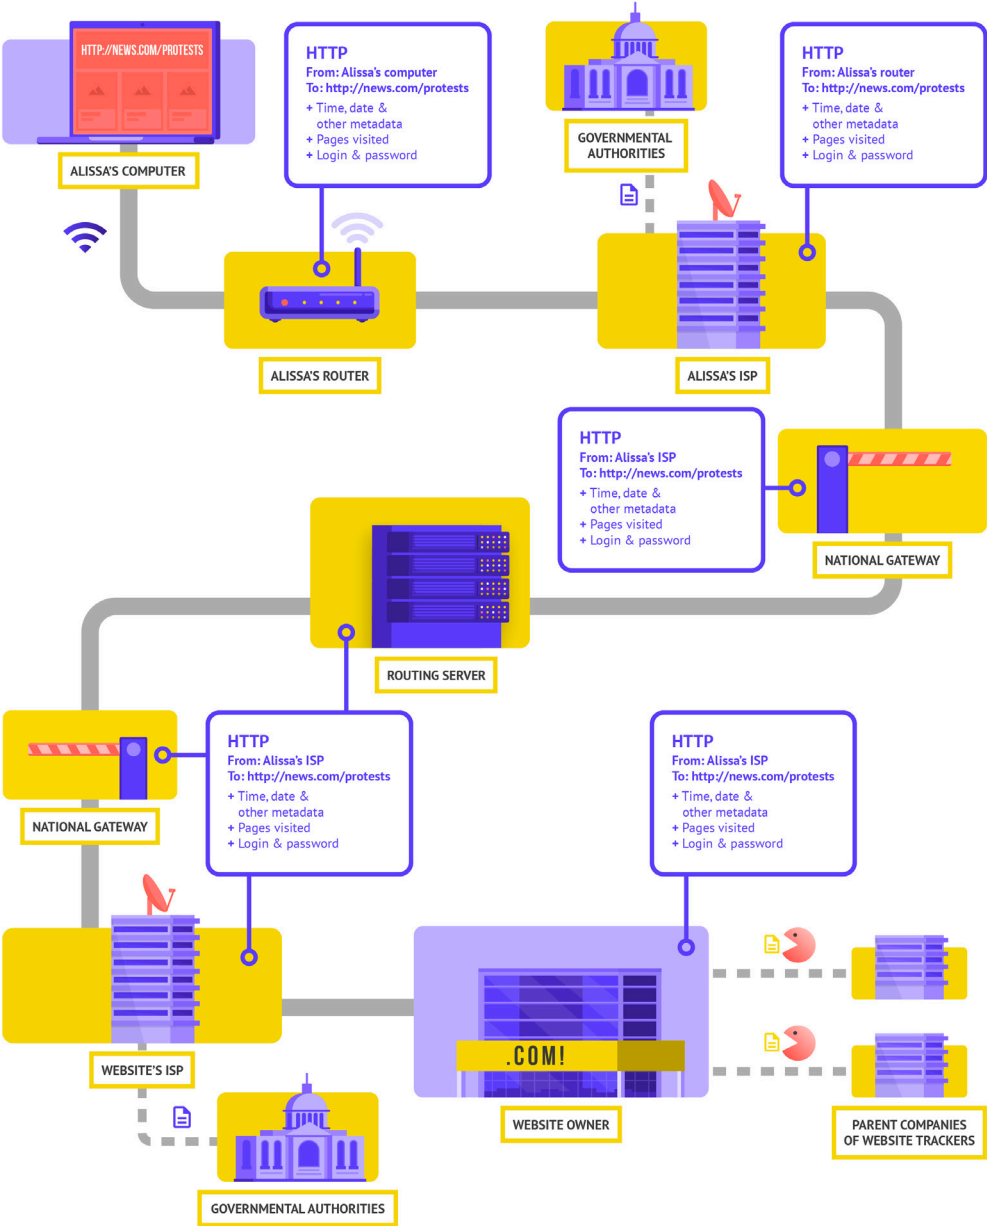 HTTP://NEWS.COM/PROTESTS
ALISSA'S COMPUTER
HTTP
From: Alissa's computer
To: http://news.com/protests
+ Time, date &
other metadata
+ Pages visited
+ Login & password
GOVERNMENTAL
AUTHORITIES
HTTP
From: Alissa's router
To: http://news.com/protests
+ Time, date &
other metadata
+ Pages visited
+ Login & password
ALISSA'S ROUTER
ALISSA'S ISP
HTTP
From: Alissa's ISP
To: http://news.com/protests
+ Time, date &
other metadata
+ Pages visited
+ Login & password
NATIONAL GATEWAY
ROUTING SERVER
NATIONAL GATEWAY
HTTP
From: Alissa's ISP
To: http://news.com/protests
+ Time, date &
other metadata
+ Pages visited
+ Login & password
HTTP
From: Alissa's ISP
To: http://news.com/protests
+ Time, date &
other metadata
+ Pages visited
+ Login & password
WEBSITE'S ISP
.COM!
WEBSITE OWNER
PARENT COMPANIES
OF WEBSITE TRACKERS
GOVERNMENTAL AUTHORITIES